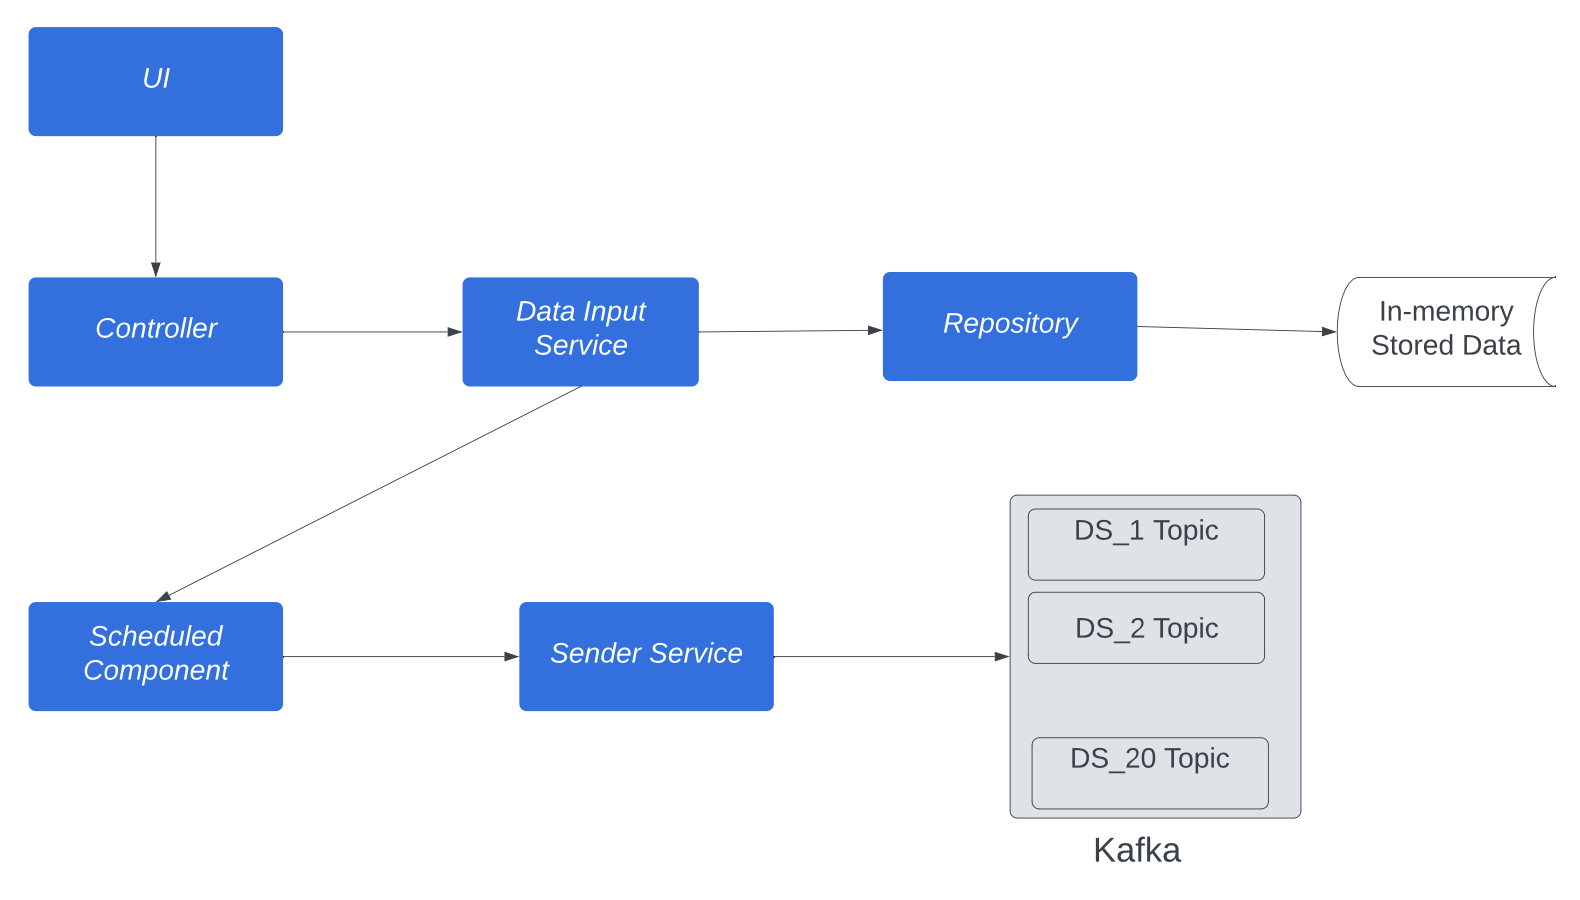 UI
Controller
Data Input
Service
Repository
In-memory
Stored Data
Scheduled
Component
Sender Service
DS_1 Topic
DS_2 Topic
DS_20 Topic
Kafka